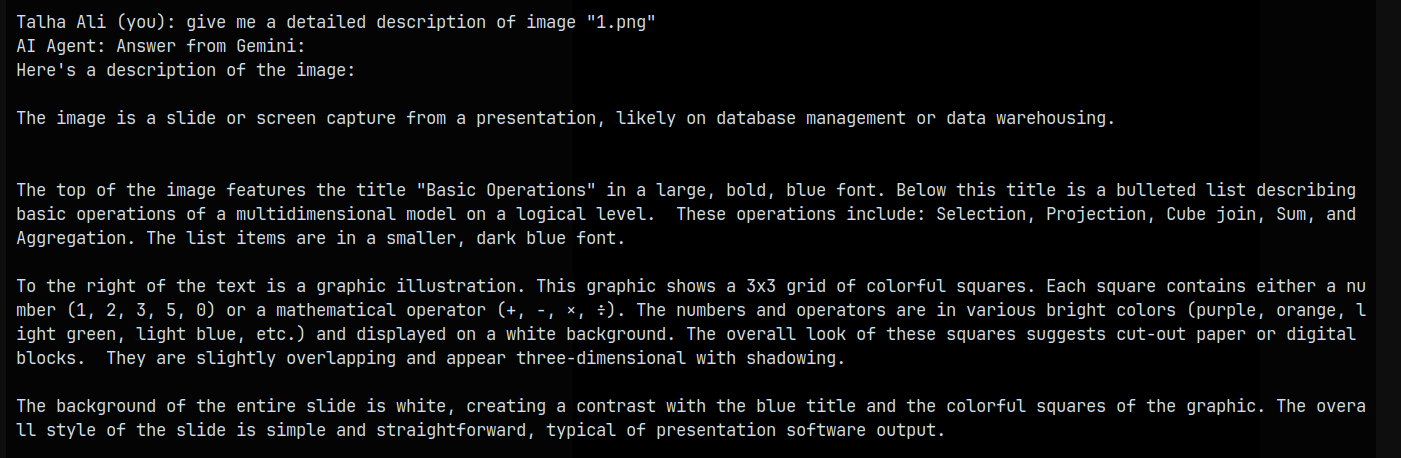 Talha Ali (you): give me a detailed description of image "1.png"
AI Agent: Answer from Gemini:
Here's a description of the image:
The image is a slide or screen capture from a presentation, likely on database management or data warehousing.
The top of the image features the title "Basic Operations" in a large, bold, blue font. Below this title is a bulleted list describing
basic operations of a multidimensional model on a logical level.  These operations include: Selection, Projection, Cube join, Sum, and
Aggregation. The list items are in a smaller, dark blue font.
To the right of the text is a graphic illustration. This graphic shows a 3x3 grid of colorful squares. Each square contains either a nu
mber (1, 2, 3, 5, 0) or a mathematical operator (+, -, ×, ÷). The numbers and operators are in various bright colors (purple, orange, l
ight green, light blue, etc.) and displayed on a white background. The overall look of these squares suggests cut-out paper or digital
blocks.  They are slightly overlapping and appear three-dimensional with shadowing.
The background of the entire slide is white, creating a contrast with the blue title and the colorful squares of the graphic. The overa
ll style of the slide is simple and straightforward, typical of presentation software output.